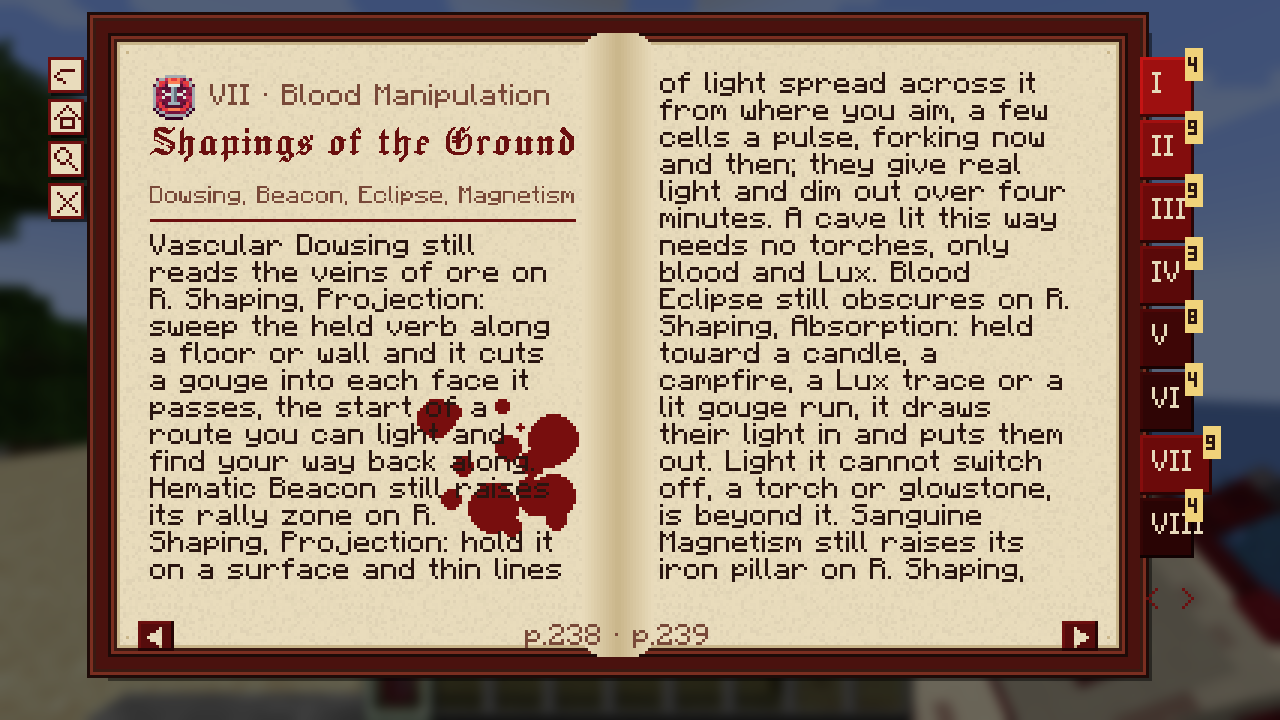 VII · Blood Manipulation
Shapings of the Ground
Dowsing, Beacon, Eclipse, Magnetism
Vascular Dowsing still
reads the veins of ore on
R. Shaping, Projection:
sweep the held verb along
a floor or wall and it cuts
a gouge into each face it
passes, the start of a
route you can light and
find your way back along.
Hematic Beacon still raises
its rally zone on R.
Shaping, Projection: hold it
on a surface and thin lines
p.238 · p.239
of light spread across it
from where you aim, a few
cells a pulse, forking now
and then; they give real
light and dim out over four
minutes. A cave lit this way
needs no torches, only
blood and Lux. Blood
Eclipse still obscures on R.
Shaping, Absorption: held
toward a candle, a
campfire, a Lux trace or a
lit gouge run, it draws
their light in and puts them
out. Light it cannot switch
off, a torch or glowstone,
is beyond it. Sanguine
Magnetism still raises its
iron pillar on R. Shaping,
I 4
II 9
III 9
IV 3
V 8
VI 4
VII 9
VIII 4